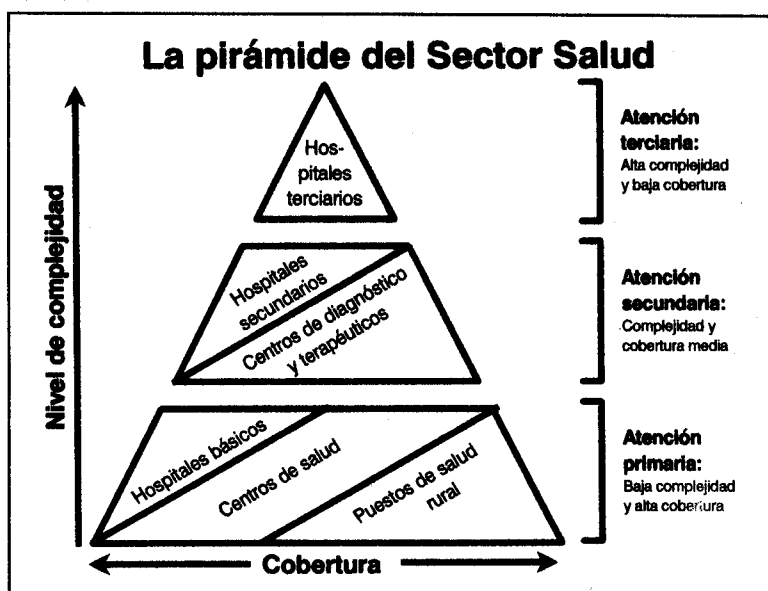 La pirámide del Sector Salud
Nivel de complejidad
Hos-
pitales
terciarios
Atención
terciaria:
Alta complejidad
y baja cobertura
Hospitales
secundarios
Centros de diagnóstico
y terapéuticos
Atención
secundaria:
Complejidad y
cobertura media
Hospitales básicos
Centros de salud
Puestos de salud
rural
Atención
primaria:
Baja complejidad
y alta cobertura
Cobertura